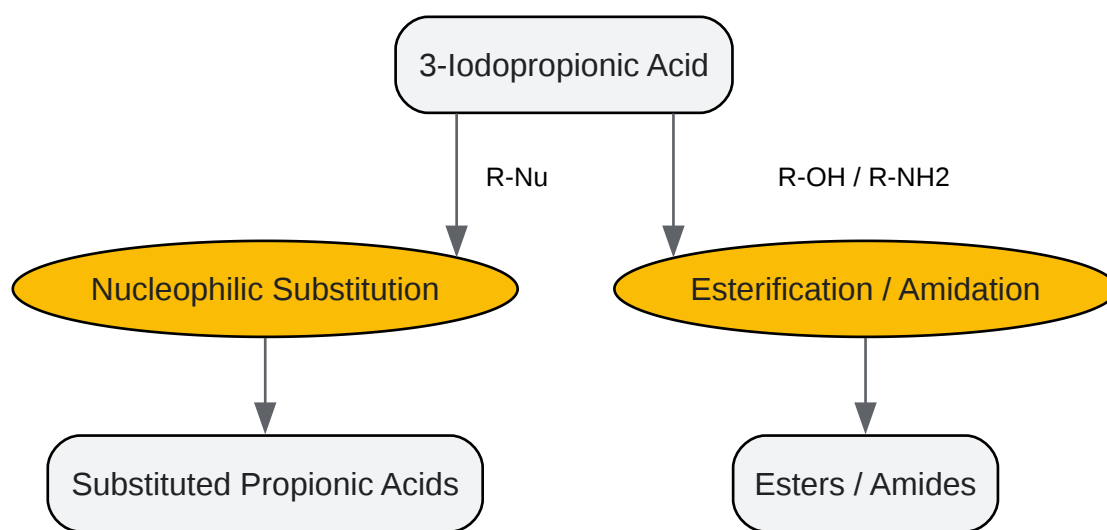 3-Iodopropionic Acid
R-Nu
R-OH / R-NH2
Nucleophilic Substitution
Esterification / Amidation
Substituted Propionic Acids
Esters / Amides